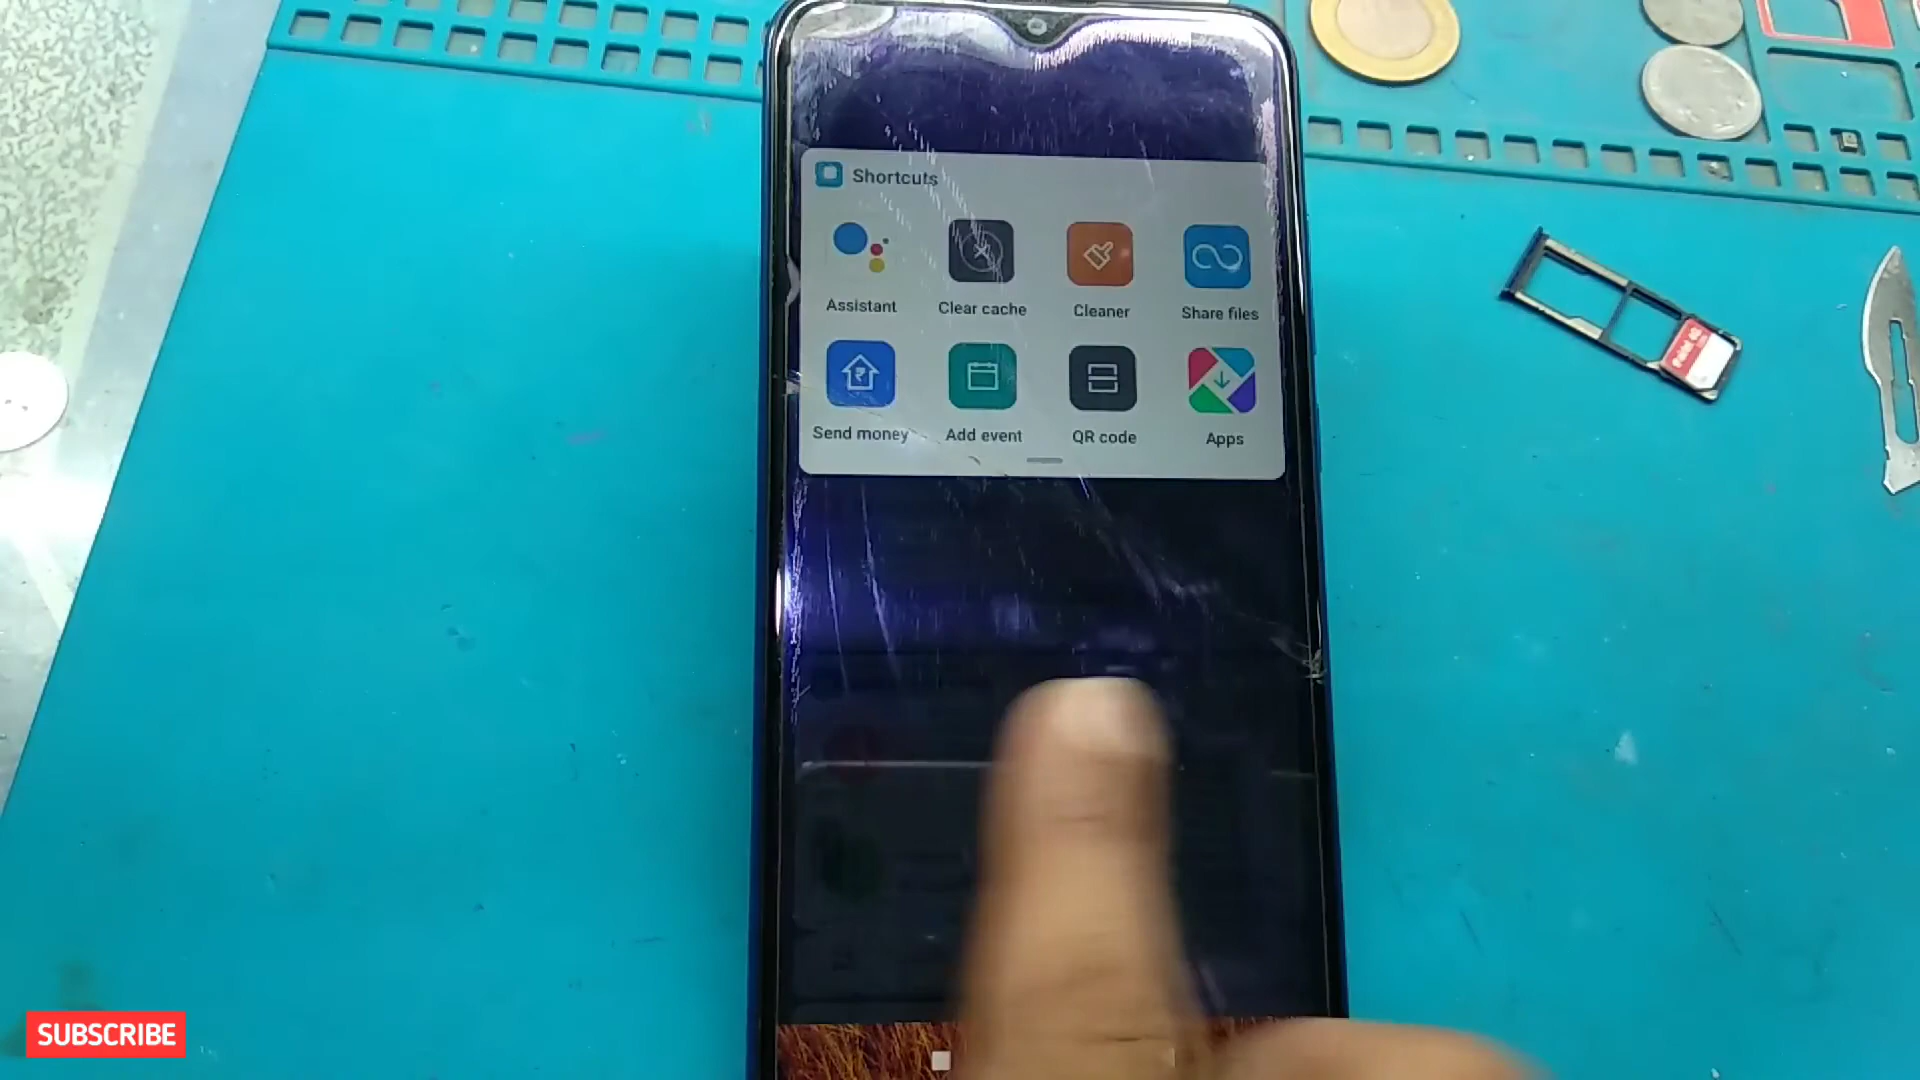 Shortcuts
Assistant Clear cache Cleaner Share files
Send money Add event QR code Apps
SUBSCRIBE